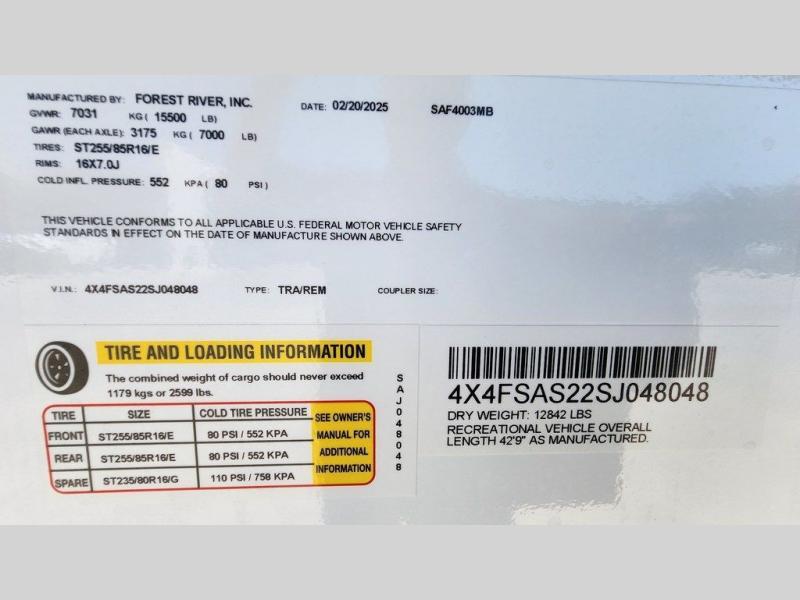 MANUFACTURED BY: FOREST RIVER, INC. DATE: 02/20/2025 SAF4003MB
GVWR: 7031 KG ( 15500 LB)
GAWR (EACH AXLE): 3175 KG ( 7000 LB)
TIRES: ST255/85R16/E
RIMS: 16X7.0J
COLD INFL. PRESSURE: 552 KPA ( 80 PSI )
THIS VEHICLE CONFORMS TO ALL APPLICABLE U.S. FEDERAL MOTOR VEHICLE SAFETY
STANDARDS IN EFFECT ON THE DATE OF MANUFACTURE SHOWN ABOVE.
V.I.N.: 4X4FSAS22SJ048048 TYPE: TRA/REM COUPLER SIZE:
TIRE AND LOADING INFORMATION
The combined weight of cargo should never exceed
1179 kgs or 2599 lbs.
TIRE SIZE COLD TIRE PRESSURE
FRONT ST255/85R16/E 80 PSI / 552 KPA
REAR ST255/85R16/E 80 PSI / 552 KPA
SPARE ST235/80R16/G 110 PSI / 758 KPA
SEE OWNER'S
MANUAL FOR
ADDITIONAL
INFORMATION
SAJ048048
4X4FSAS22SJ048048
DRY WEIGHT: 12842 LBS
RECREATIONAL VEHICLE OVERALL
LENGTH 42'9" AS MANUFACTURED.